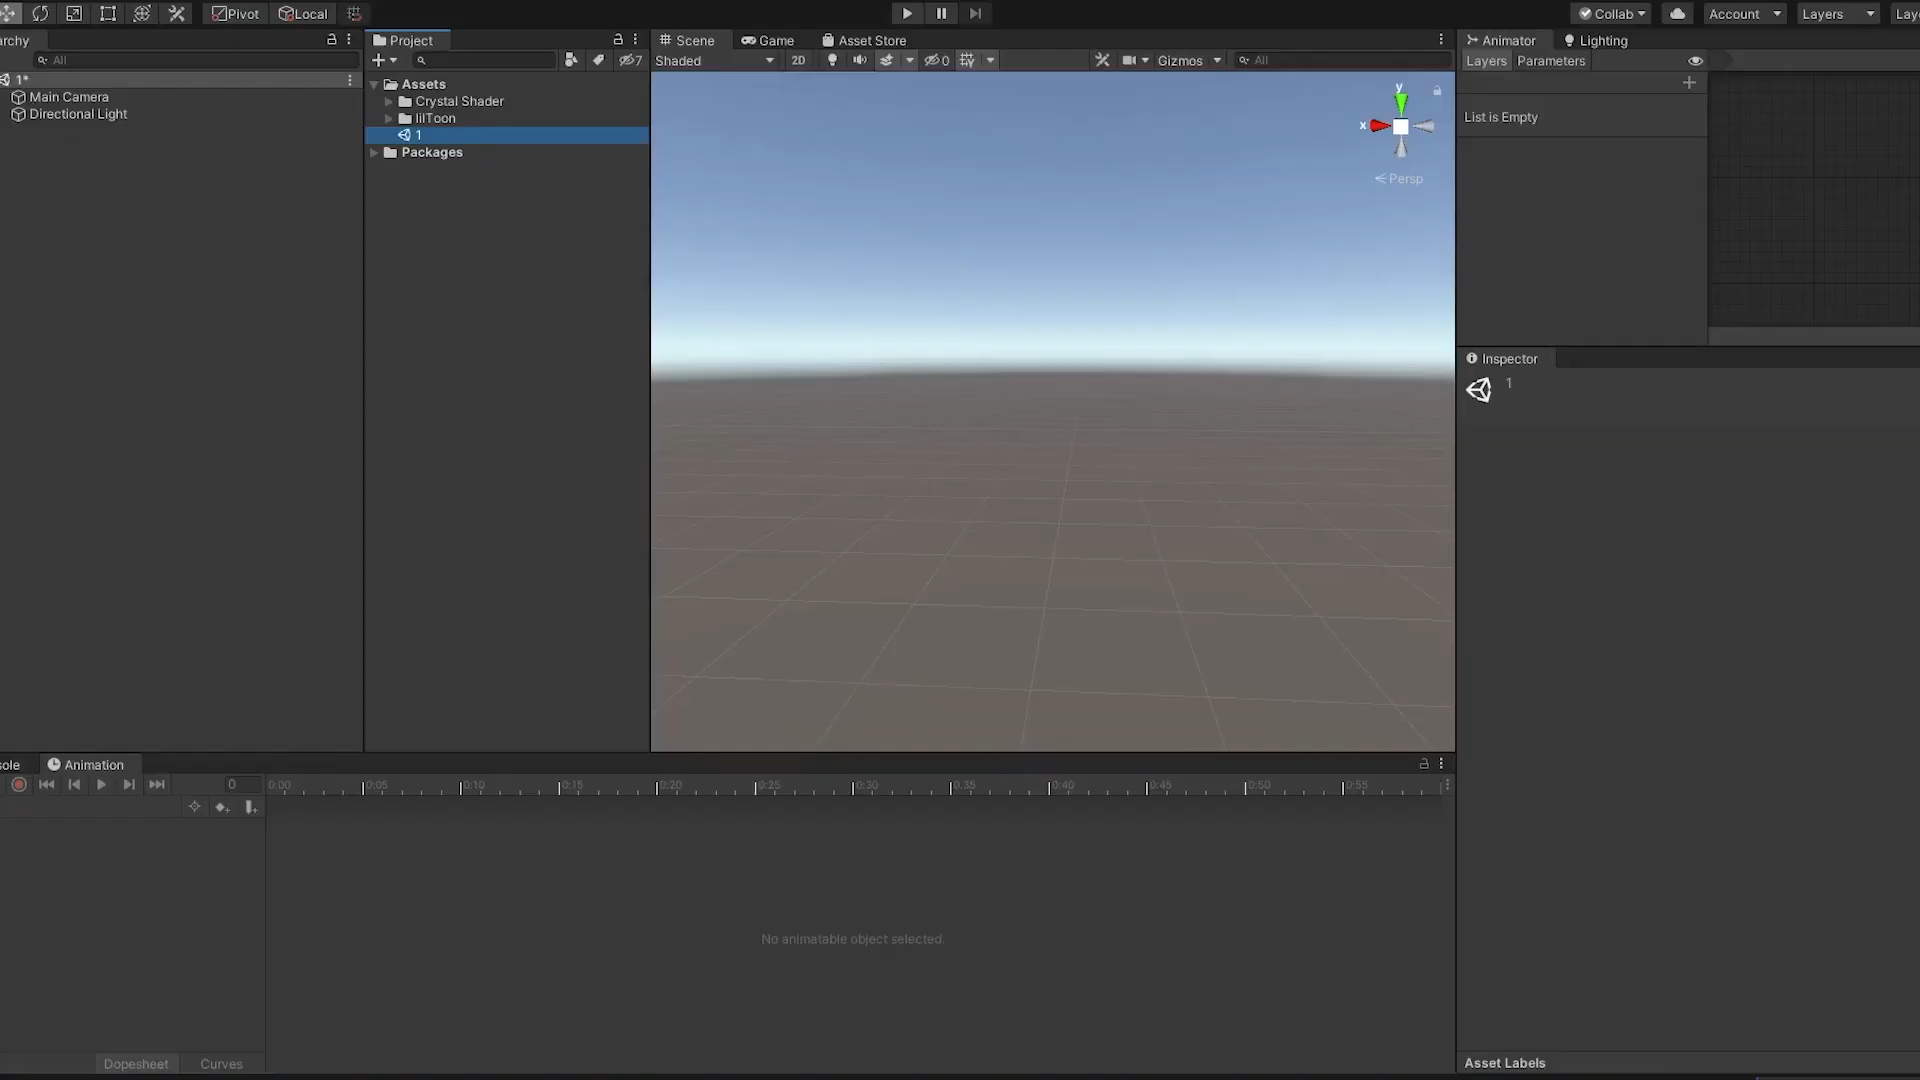 Pivot Local Collab Account Layers Lay
archy
All
1*
Main Camera
Directional Light
Project
7
Assets
Crystal Shader
lilToon
1
Packages
Scene Game Asset Store
Shaded 2D 0 Gizmos All
y
x
Persp
Animator Lighting
Layers Parameters
List is Empty
Inspector
1
sole Animation
0 0:00 0:05 0:10 0:15 0:20 0:25 0:30 0:35 0:40 0:45 0:50 0:55
No animatable object selected.
Dopesheet Curves
Asset Labels